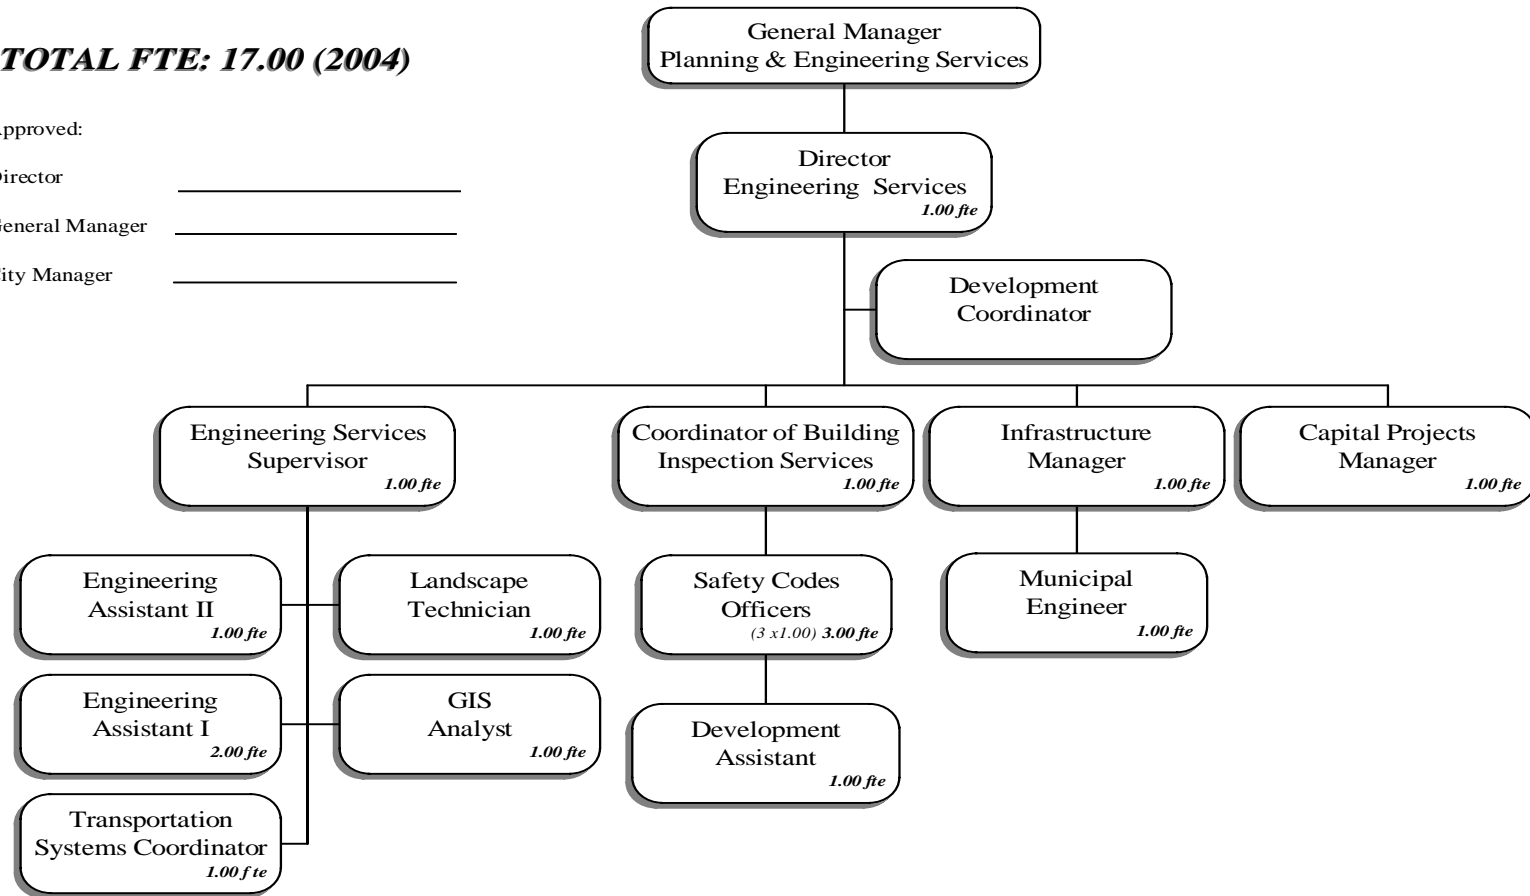 TOTAL FTE: 17.00 (2004)
General Manager
Planning & Engineering Services
pproved:
irector
eneral Manager
ity Manager
Director
Engineering Services
1.00 fte
Development
Coordinator
Engineering Services
Supervisor
1.00 fte
Coordinator of Building
Inspection Services
1.00 fte
Infrastructure
Manager
1.00 fte
Capital Projects
Manager
1.00 fte
Engineering
Assistant II
1.00 fte
Landscape
Technician
1.00 fte
Safety Codes
Officers
(3 x1.00) 3.00 fte
Municipal
Engineer
1.00 fte
Engineering
Assistant I
2.00 fte
GIS
Analyst
1.00 fte
Development
Assistant
1.00 fte
Transportation
Systems Coordinator
1.00 f te